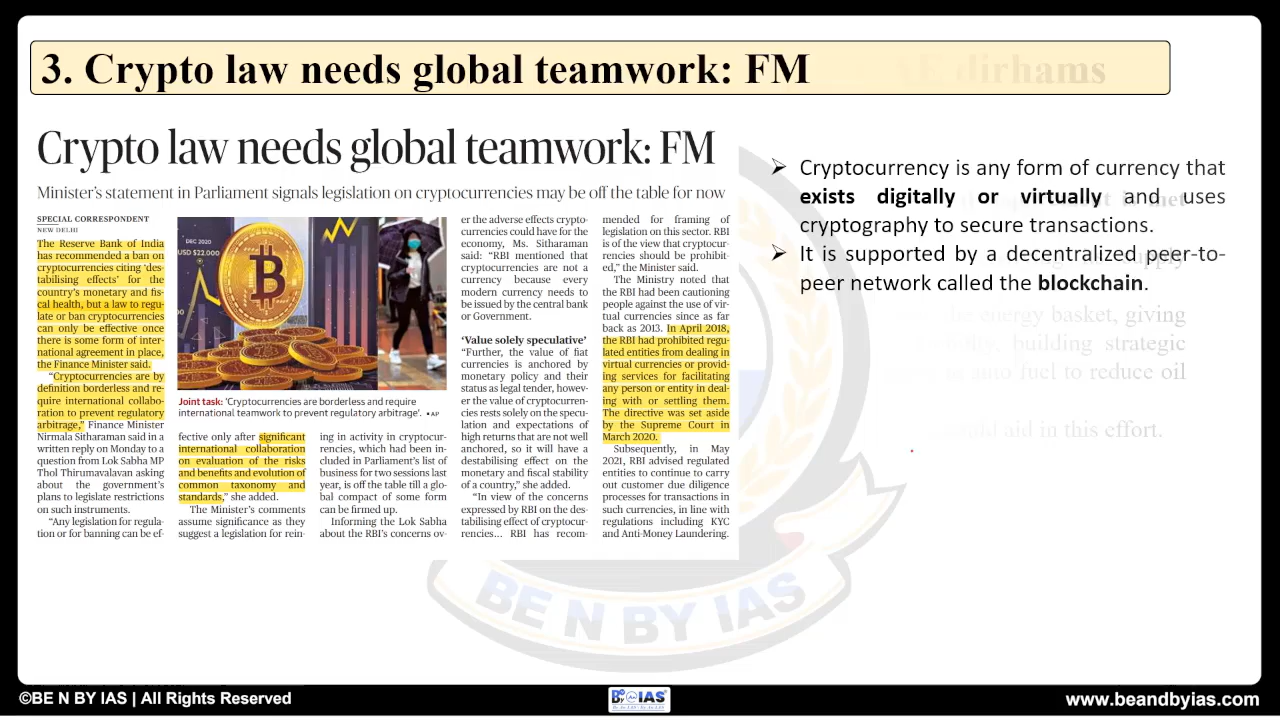 3. Crypto law needs global teamwork: FM
dirhams
Crypto law needs global teamwork: FM
Minister's statement in Parliament signals legislation on cryptocurrencies may be off the table for now
SPECIAL CORRESPONDENT
NEW DELHI
The Reserve Bank of India
has recommended a ban on
cryptocurrencies citing 'des-
tabilising effects' for the
country's monetary and fis-
cal health, but a law to regu-
late or ban cryptocurrencies
can only be effective once
there is some form of inter-
national agreement in place,
the Finance Minister said.
"Cryptocurrencies are by
definition borderless and re-
quire international collabo-
ration to prevent regulatory
arbitrage," Finance Minister
Nirmala Sitharaman said in a
written reply on Monday to a
question from Lok Sabha MP
Thol Thirumavalavan asking
about the government's
plans to legislate restrictions
on such instruments.
"Any legislation for regula-
tion or for banning can be ef-
DEC 2020
USD $22,000
B
Joint task: 'Cryptocurrencies are borderless and require
international teamwork to prevent regulatory arbitrage'. • AP
fective only after significant
international collaboration
on evaluation of the risks
and benefits and evolution of
common taxonomy and
standards," she added.
The Minister's comments
assume significance as they
suggest a legislation for rein-
ing in activity in cryptocur-
rencies, which had been in-
cluded in Parliament's list of
business for two sessions last
year, is off the table till a glo-
bal compact of some form
can be firmed up.
Informing the Lok Sabha
about the RBI's concerns ov-
er the adverse effects crypto-
currencies could have for the
economy, Ms. Sitharaman
said: "RBI mentioned that
cryptocurrencies are not a
currency because every
modern currency needs to
be issued by the central bank
or Government.
'Value solely speculative'
"Further, the value of fiat
currencies is anchored by
monetary policy and their
status as legal tender, howev-
er the value of cryptocurren-
cies rests solely on the specu-
lation and expectations of
high returns that are not well
anchored, so it will have a
destabilising effect on the
monetary and fiscal stability
of a country," she added.
"In view of the concerns
expressed by RBI on the des-
tabilising effect of cryptocur-
rencies... RBI has recom-
mended for framing of
legislation on this sector. RBI
is of the view that cryptocur-
rencies should be prohibit-
ed," the Minister said.
The Ministry noted that
the RBI had been cautioning
people against the use of vir-
tual currencies since as far
back as 2013. In April 2018,
the RBI had prohibited regu-
lated entities from dealing in
virtual currencies or provid-
ing services for facilitating
any person or entity in deal-
ing with or settling them.
The directive was set aside
by the Supreme Court in
March 2020.
Subsequently, in May
2021, RBI advised regulated
entities to continue to carry
out customer due diligence
processes for transactions in
such currencies, in line with
regulations including KYC
and Anti-Money Laundering.
➢ Cryptocurrency is any form of currency that
exists digitally or virtually and uses
cryptography to secure transactions.
➢ It is supported by a decentralized peer-to-
peer network called the blockchain.
energy basket, giving
building strategic
auto fuel to reduce oil
aid in this effort.
BE N BY IAS
©BE N BY IAS | All Rights Reserved
IAS
www.beandbyias.com